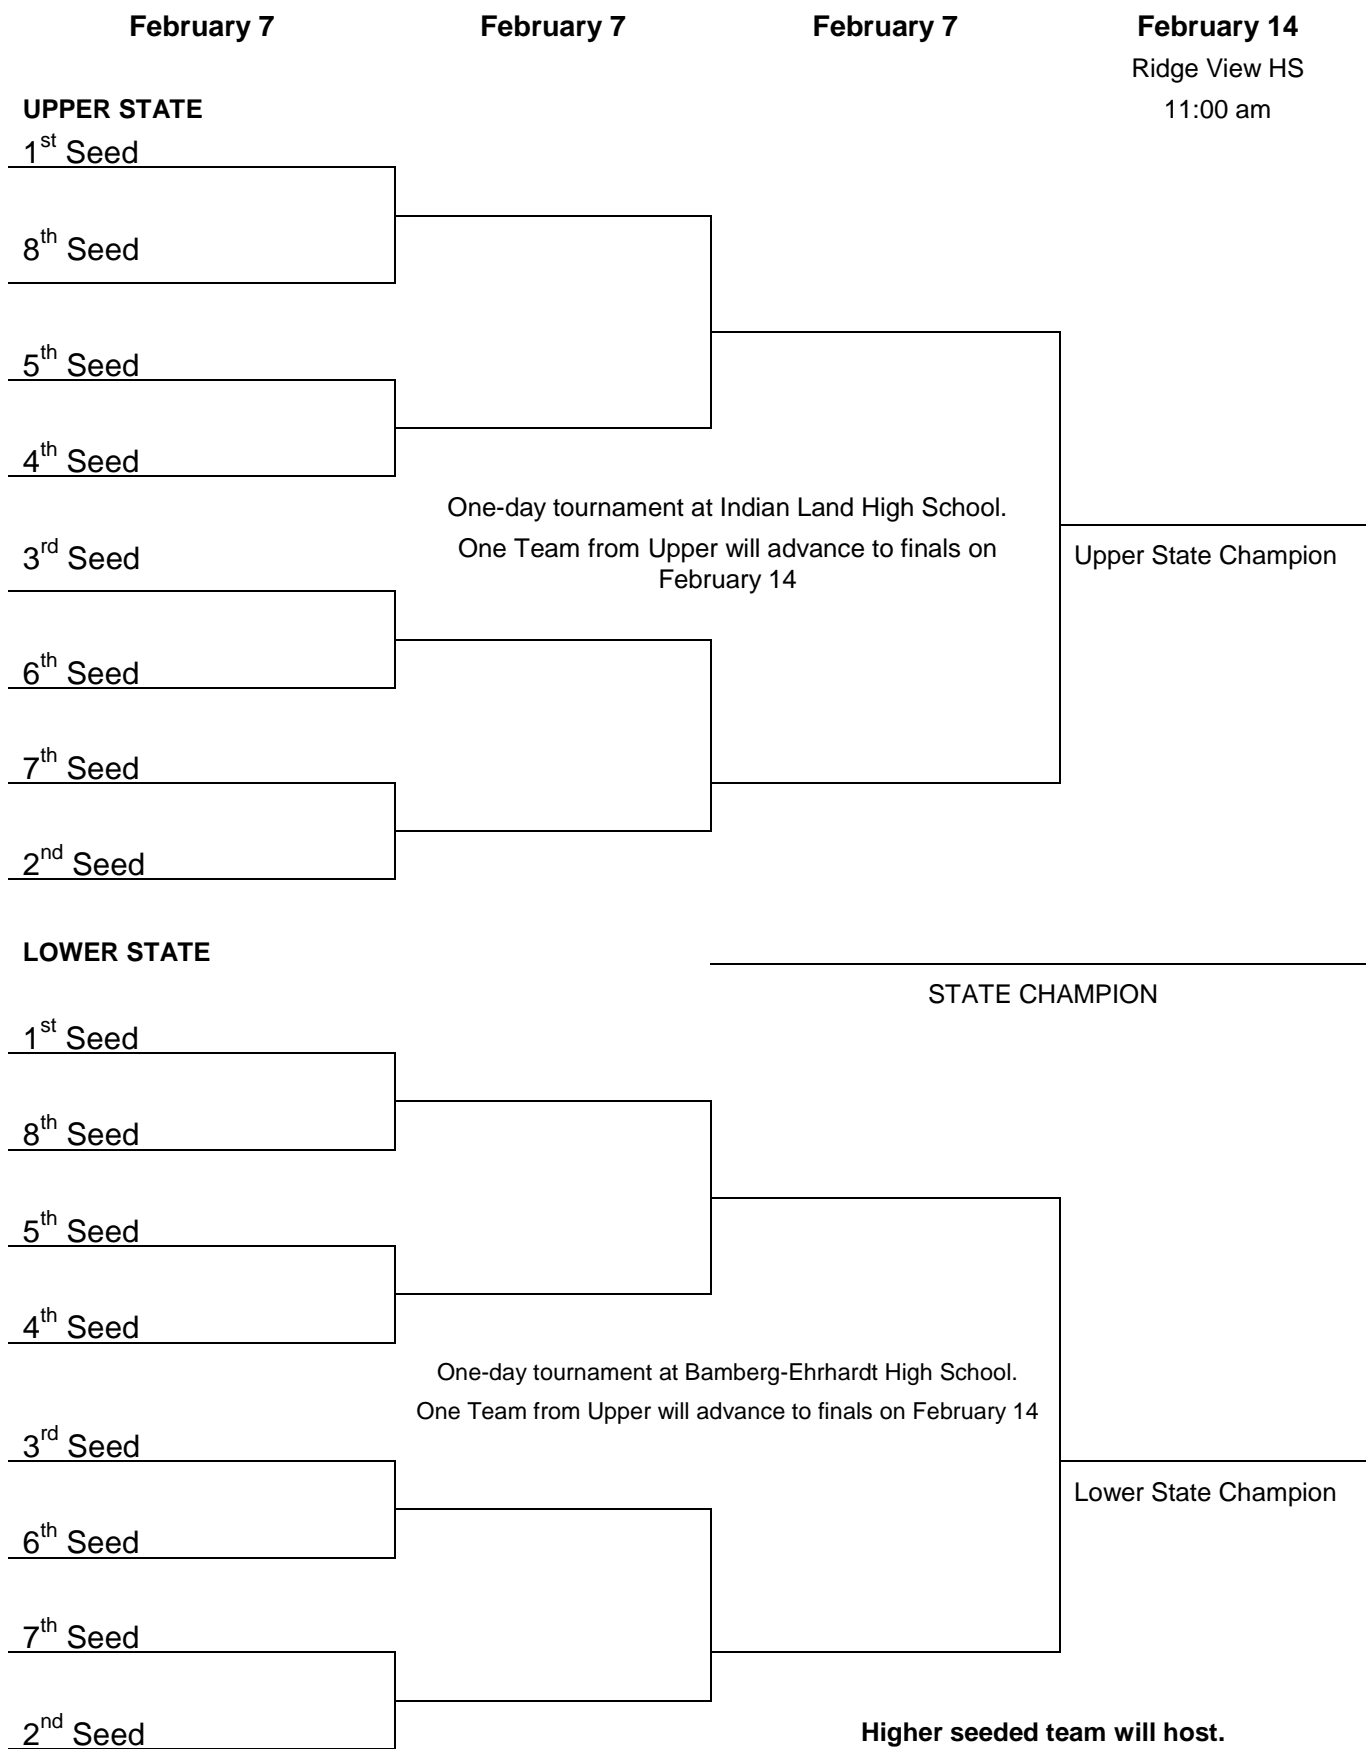 February 7 February 7 February 7 February 14
Ridge View HS
UPPER STATE 11:00 am
1st Seed
8th Seed
5th Seed
4th Seed
One-day tournament at Indian Land High School.
3rd Seed One Team from Upper will advance to finals on Upper State Champion
February 14
6th Seed
7th Seed
2nd Seed
LOWER STATE
STATE CHAMPION
1st Seed
8th Seed
5th Seed
4th Seed
One-day tournament at Bamberg-Ehrhardt High School.
One Team from Upper will advance to finals on February 14
3rd Seed
Lower State Champion
6th Seed
7th Seed
2nd Seed Higher seeded team will host.